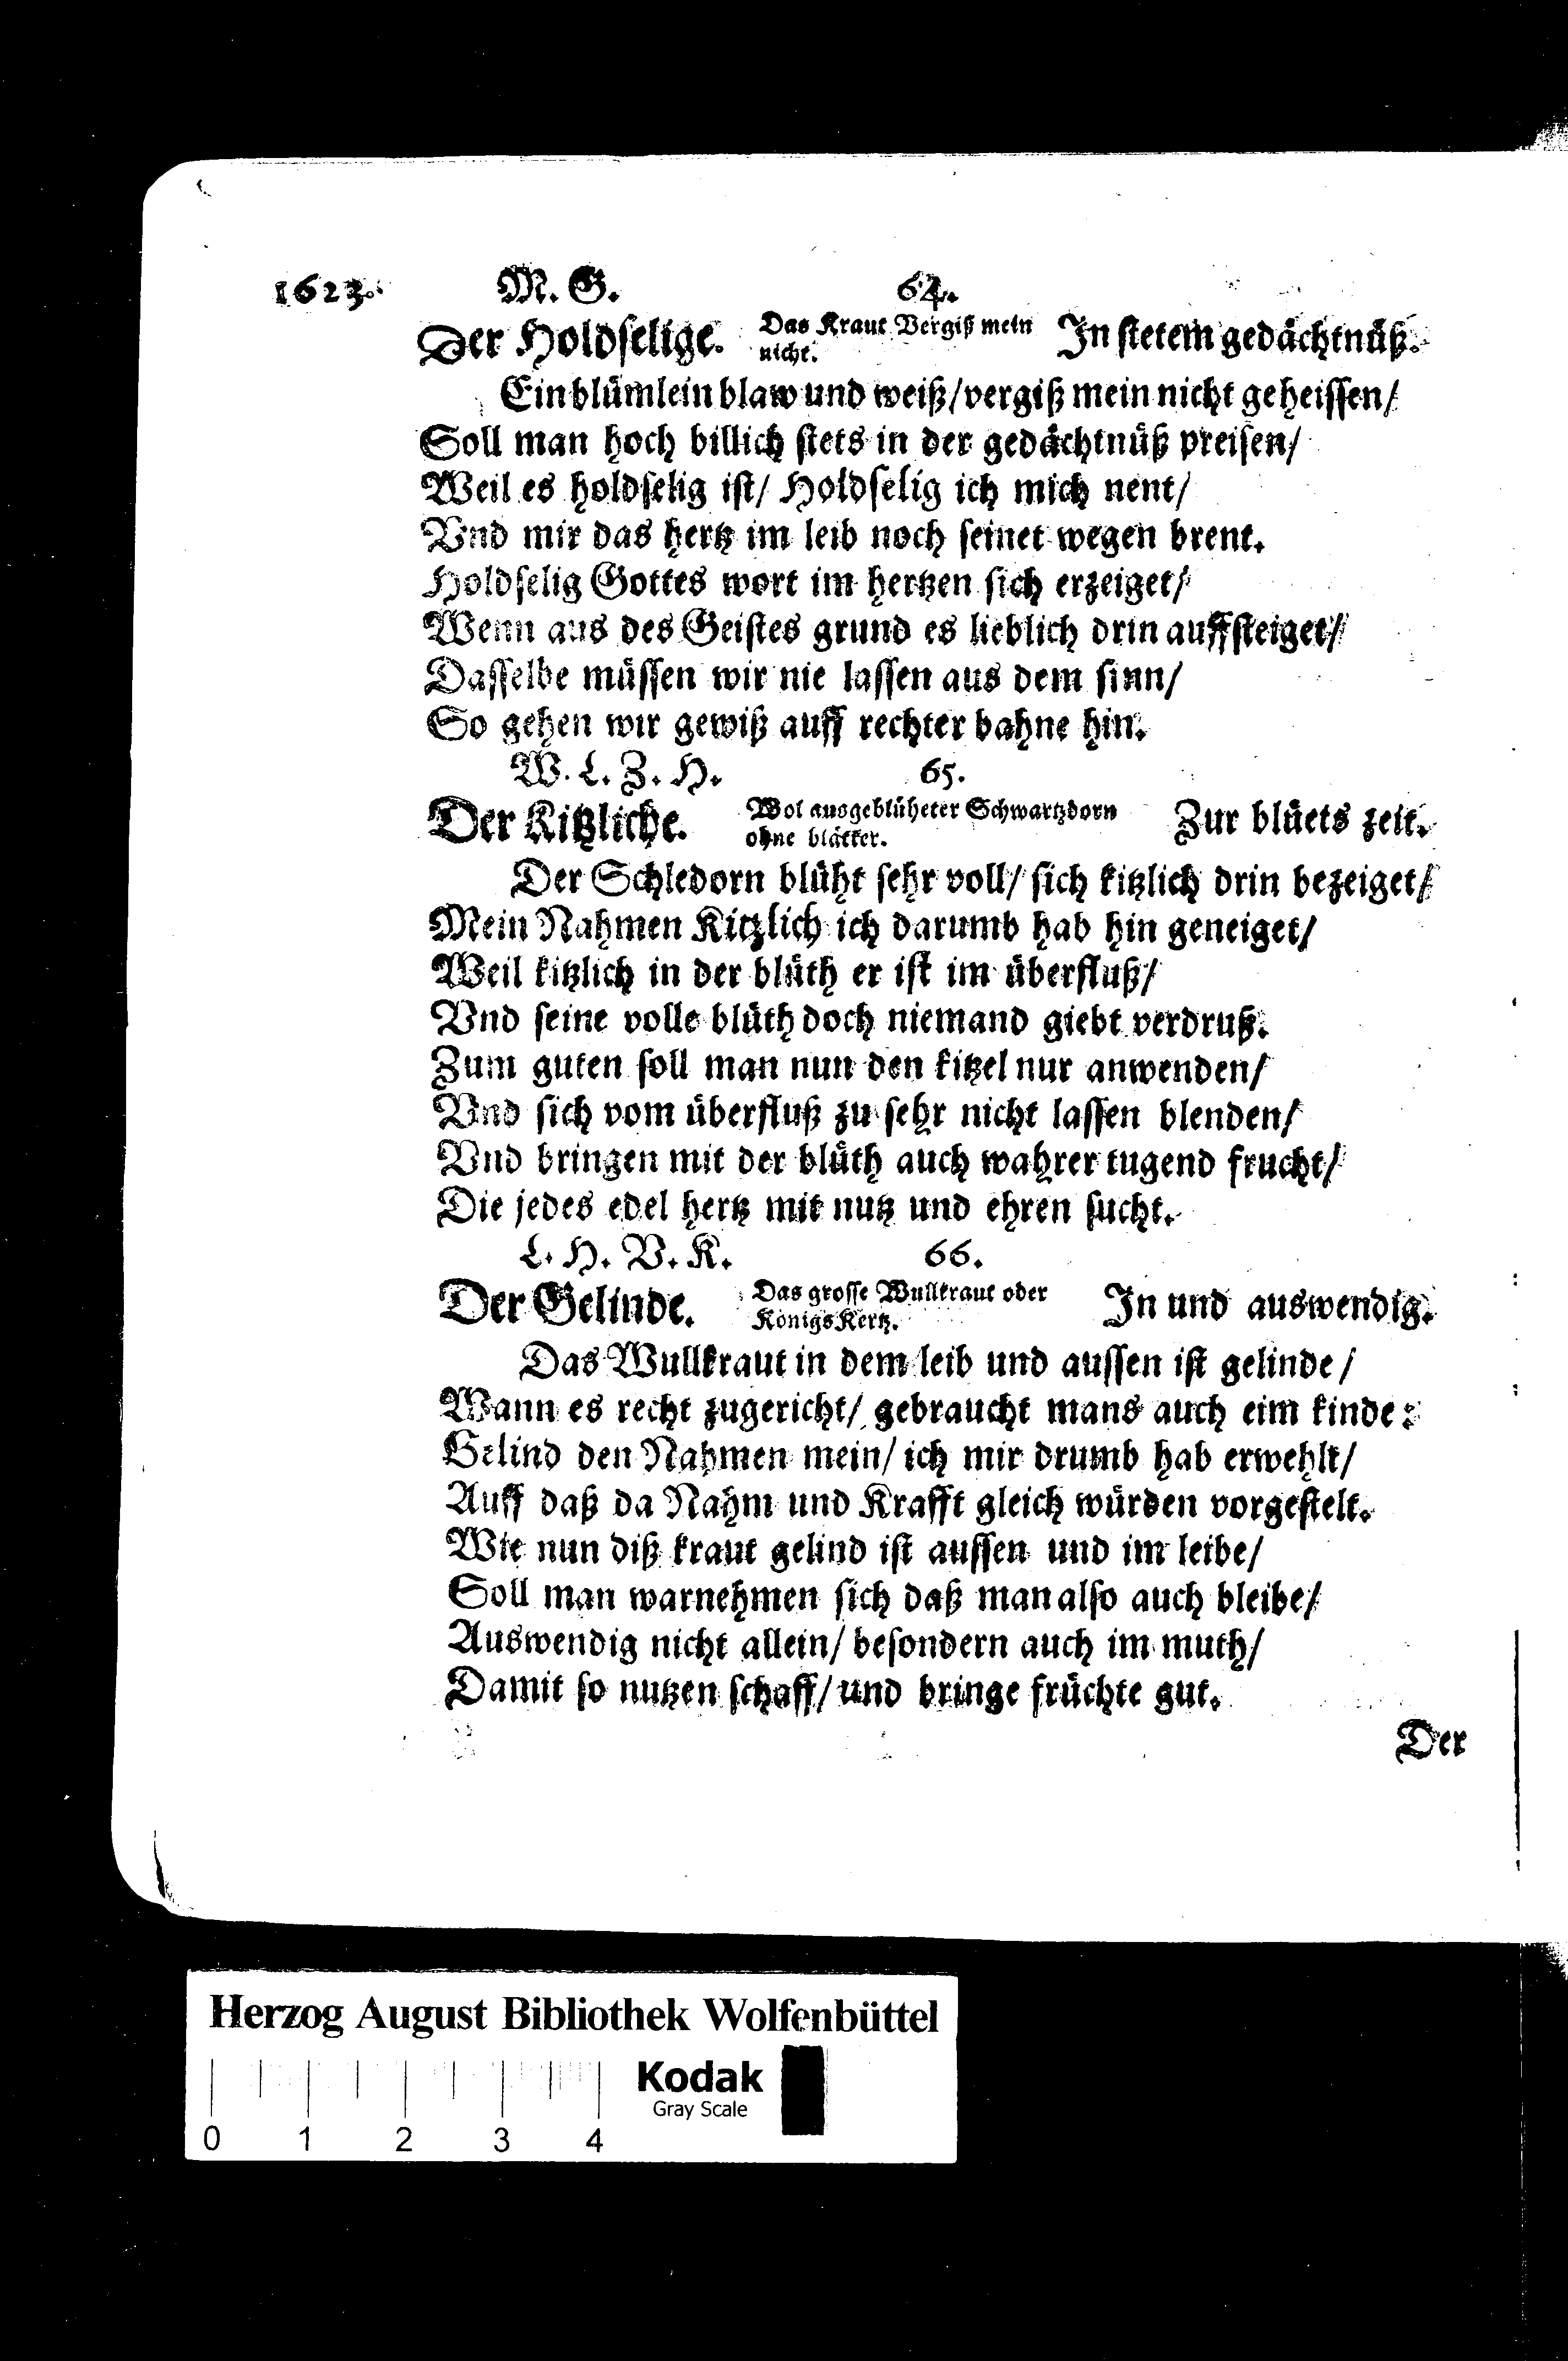 1623. M. G. 64.
Der Holdselige. Das Kraut Vergiß mein nicht. In stetem gedächtnüß.
Ein blümlein blaw und weiß/ vergiß mein nicht geheissen/
Soll man hoch billich stets in der gedächtnüß preisen/
Weil es holdselig ist/ Holdselig ich mich nent/
Vnd mir das hertz im leib noch seinet wegen brent.
Holdselig Gottes wort im hertzen sich erzeiget/
Wenn aus des Geistes grund es lieblich drin auffsteiget/
Dasselbe müssen wir nie lassen aus dem sinn/
So gehen wir gewiß auff rechter bahne hin.
W. L. Z. H. 65.
Der Kitzliche. Wol ausgeblüheter Schwartzdorn ohne blätter. Zur blüets zeit.
Der Schledorn blüht sehr voll/ sich kitzlich drin bezeiget/
Mein Nahmen Kitzlich ich darumb hab hin geneiget/
Weil kitzlich in der blüth er ist im überfluß/
Vnd seine volle blüth doch niemand giebt verdruß.
Zum guten soll man nun den kitzel nur anwenden/
Vnd sich vom überfluß zu sehr nicht lassen blenden/
Vnd bringen mit der blüth auch wahrer tugend frucht/
Die jedes edel hertz mit nutz und ehren sucht.
L. H. V. K. 66.
Der Gelinde. Das grosse Wullkraut oder Königs Kertz. In und auswendig.
Das Wullkraut in dem leib und aussen ist gelinde/
Wann es recht zugericht/ gebraucht mans auch eim kinde:
Gelind den Nahmen mein/ ich mir drumb hab erwehlt/
Auff daß da Nahm und Krafft gleich würden vorgestelt.
Wie nun diß kraut gelind ist aussen und im leibe/
Soll man warnehmen sich daß man also auch bleibe/
Auswendig nicht allein/ besondern auch im muth/
Damit so nutzen schaff/ und bringe früchte gut.
Der
Herzog August Bibliothek Wolfenbüttel
Kodak
Gray Scale
0 1 2 3 4